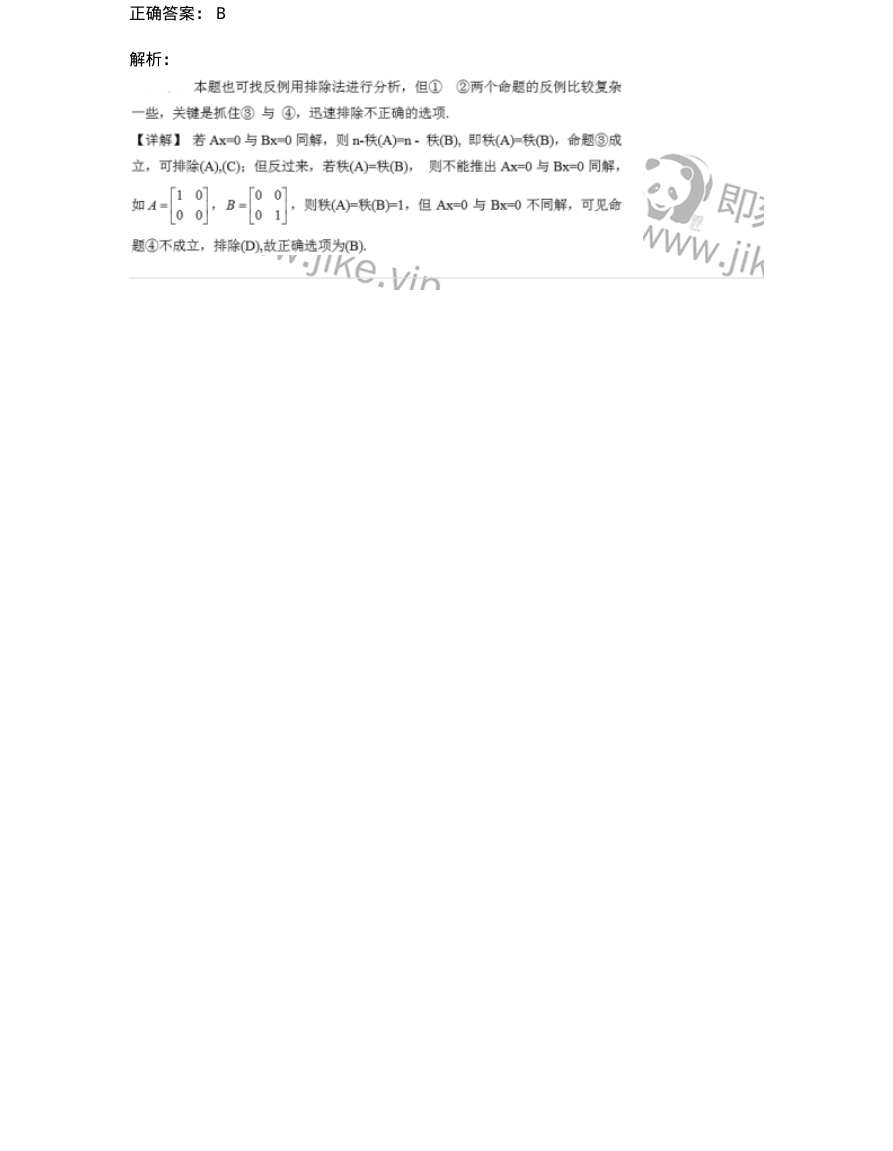 正确答案： B
解析：
本题也可找反例用排除法进行分析，但① ②两个命题的反例比较复杂
一些，关键是抓住③ 与 ④，迅速排除不正确的选项.
【详解】 若 Ax=0 与 Bx=0 同解，则 n-秩(A)=n - 秩(B), 即秩(A)=秩(B)，命题③成
立，可排除(A),(C)；但反过来，若秩(A)=秩(B)， 则不能推出 Ax=0 与 Bx=0 同解，
如 A = [1 0; 0 0]， B = [0 0; 0 1]，则秩(A)=秩(B)=1，但 Ax=0 与 Bx=0 不同解，可见命
题④不成立，排除(D),故正确选项为(B).
即
www.jik
w.jike.vip